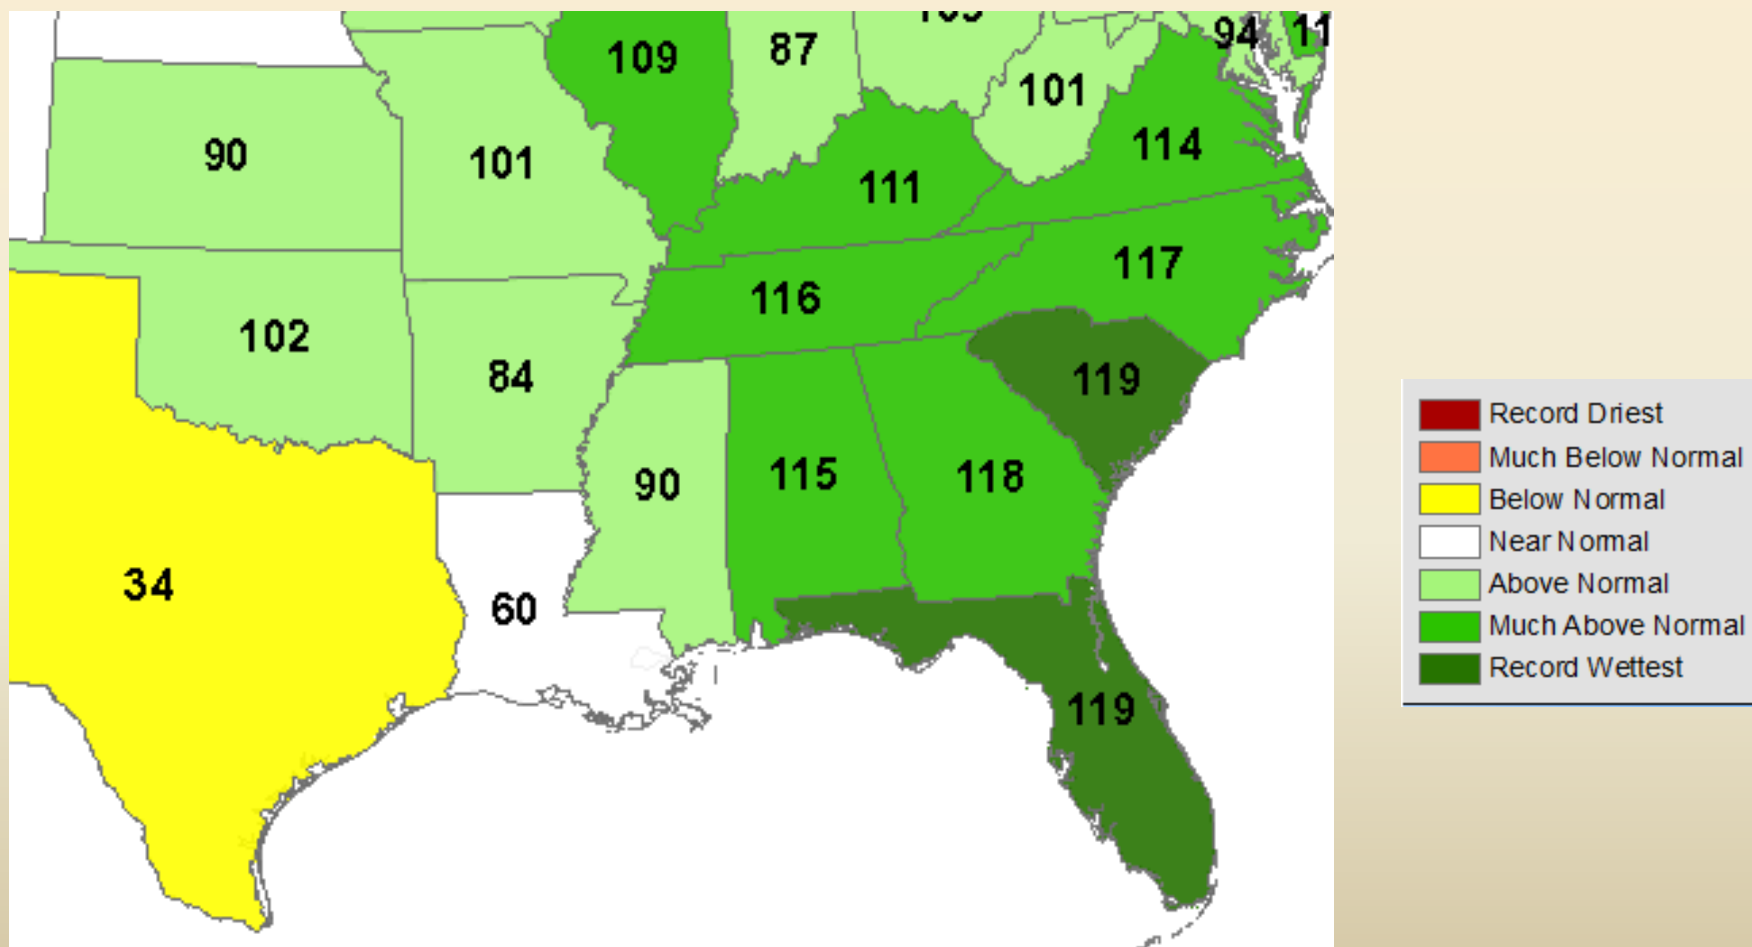 109
87
94
101
114
90
101
111
117
116
102
84
119
90
115
118
34
60
119
Record Driest
Much Below Normal
Below Normal
Near Normal
Above Normal
Much Above Normal
Record Wettest